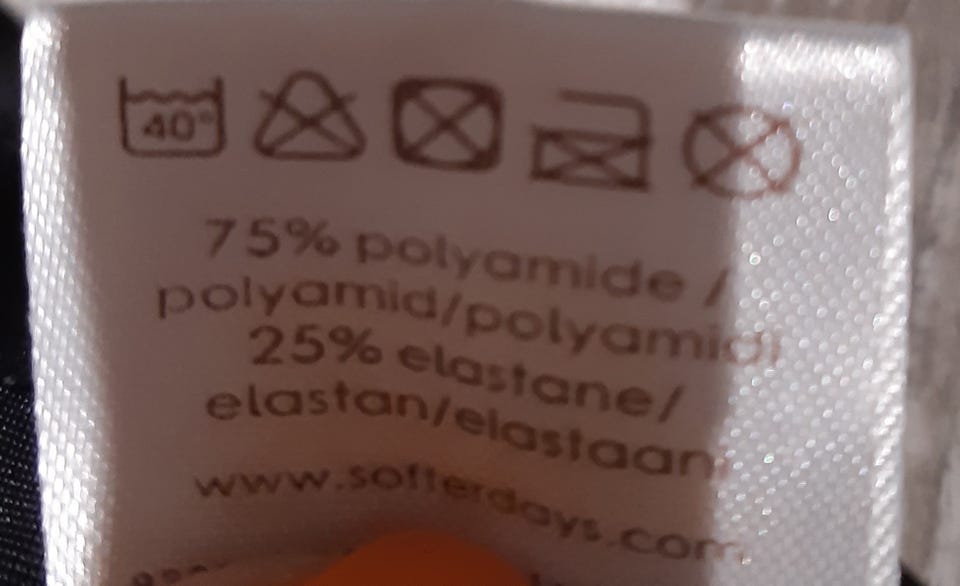 40°
75% polyamide /
polyamid/polyamidi
25% elastane/
elastan/elastaani
www.softerdays.com